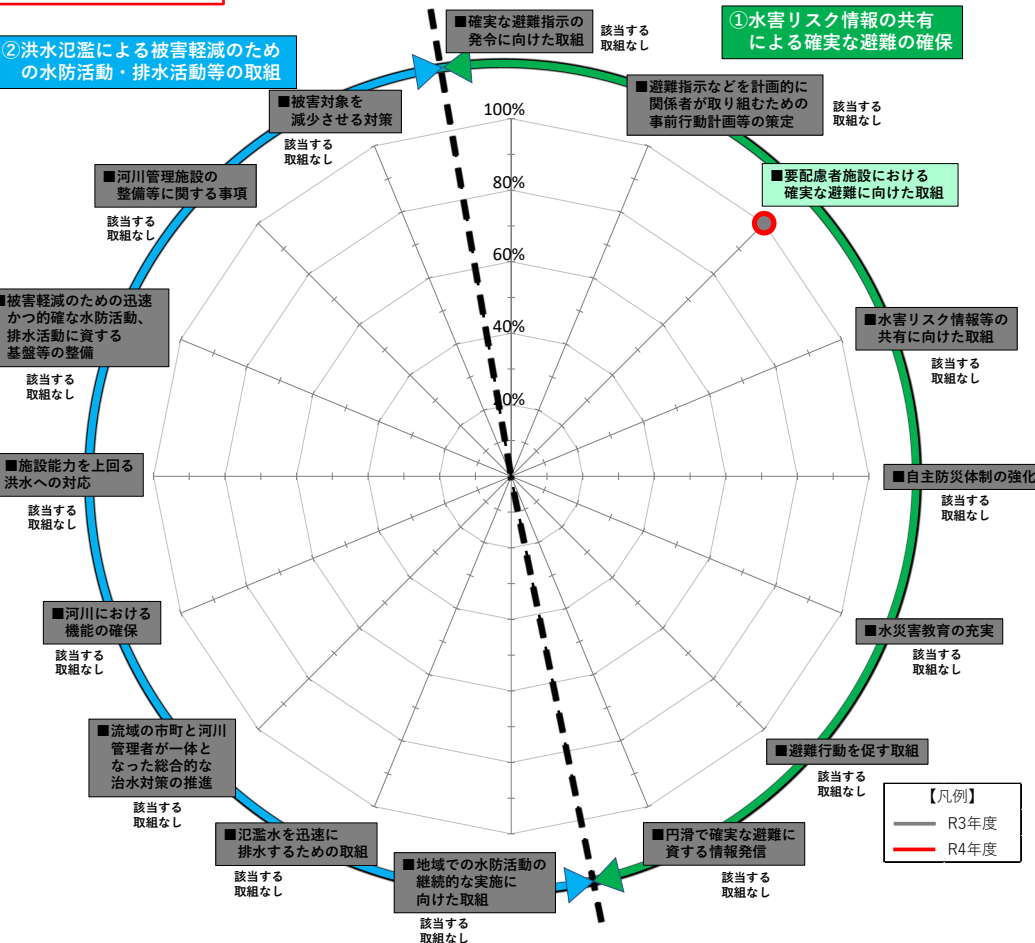 ■確実な避難指示の
発令に向けた取組
該当する
取組なし
①水害リスク情報の共有
による確実な避難の確保
②洪水氾濫による被害軽減のため
の水防活動・排水活動等の取組
■避難指示などを計画的に
関係者が取り組むための
事前行動計画等の策定
該当する
取組なし
■被害対象を
減少させる対策
該当する
取組なし
■要配慮者施設における
確実な避難に向けた取組
■河川管理施設の
整備等に関する事項
該当する
取組なし
■水害リスク情報等の
共有に向けた取組
該当する
取組なし
■被害軽減のための迅速
かつ的確な水防活動、
排水活動に資する
基盤等の整備
該当する
取組なし
100%
80%
60%
40%
20%
■施設能力を上回る
洪水への対応
該当する
取組なし
■自主防災体制の強化
該当する
取組なし
■河川における
機能の確保
該当する
取組なし
■水災害教育の充実
該当する
取組なし
■流域の市町と河川
管理者が一体と
なった総合的な
治水対策の推進
該当する
取組なし
■避難行動を促す取組
該当する
取組なし
■氾濫水を迅速に
排水するための取組
該当する
取組なし
■地域での水防活動の
継続的な実施に
向けた取組
該当する
取組なし
■円滑で確実な避難に
資する情報発信
該当する
取組なし
【凡例】
R3年度
R4年度